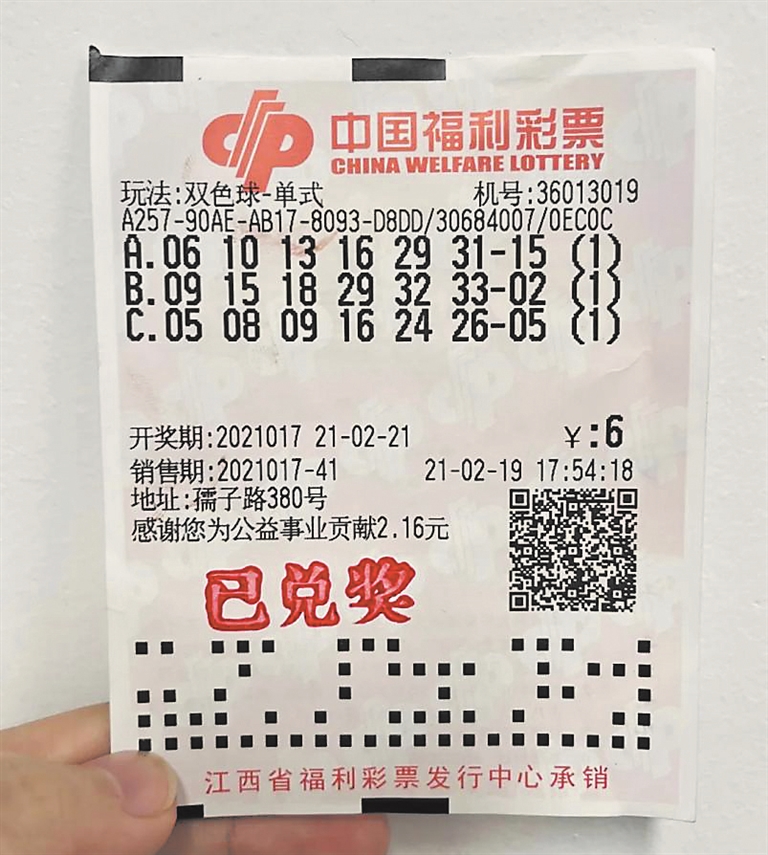 中国福利彩票
CHINA WELFARE LOTTERY
玩法:双色球-单式 机号:36013019
A257-90AE-AB17-8093-D8DD/30684007/0EC0C
A.06 10 13 16 29 31-15 (1)
B.09 15 18 29 32 33-02 (1)
C.05 08 09 16 24 26-05 (1)
开奖期:2021017 21-02-21 ¥:6
销售期:2021017-41 21-02-19 17:54:18
地址:孺子路380号
感谢您为公益事业贡献2.16元
已兑奖
江西省福利彩票发行中心承销